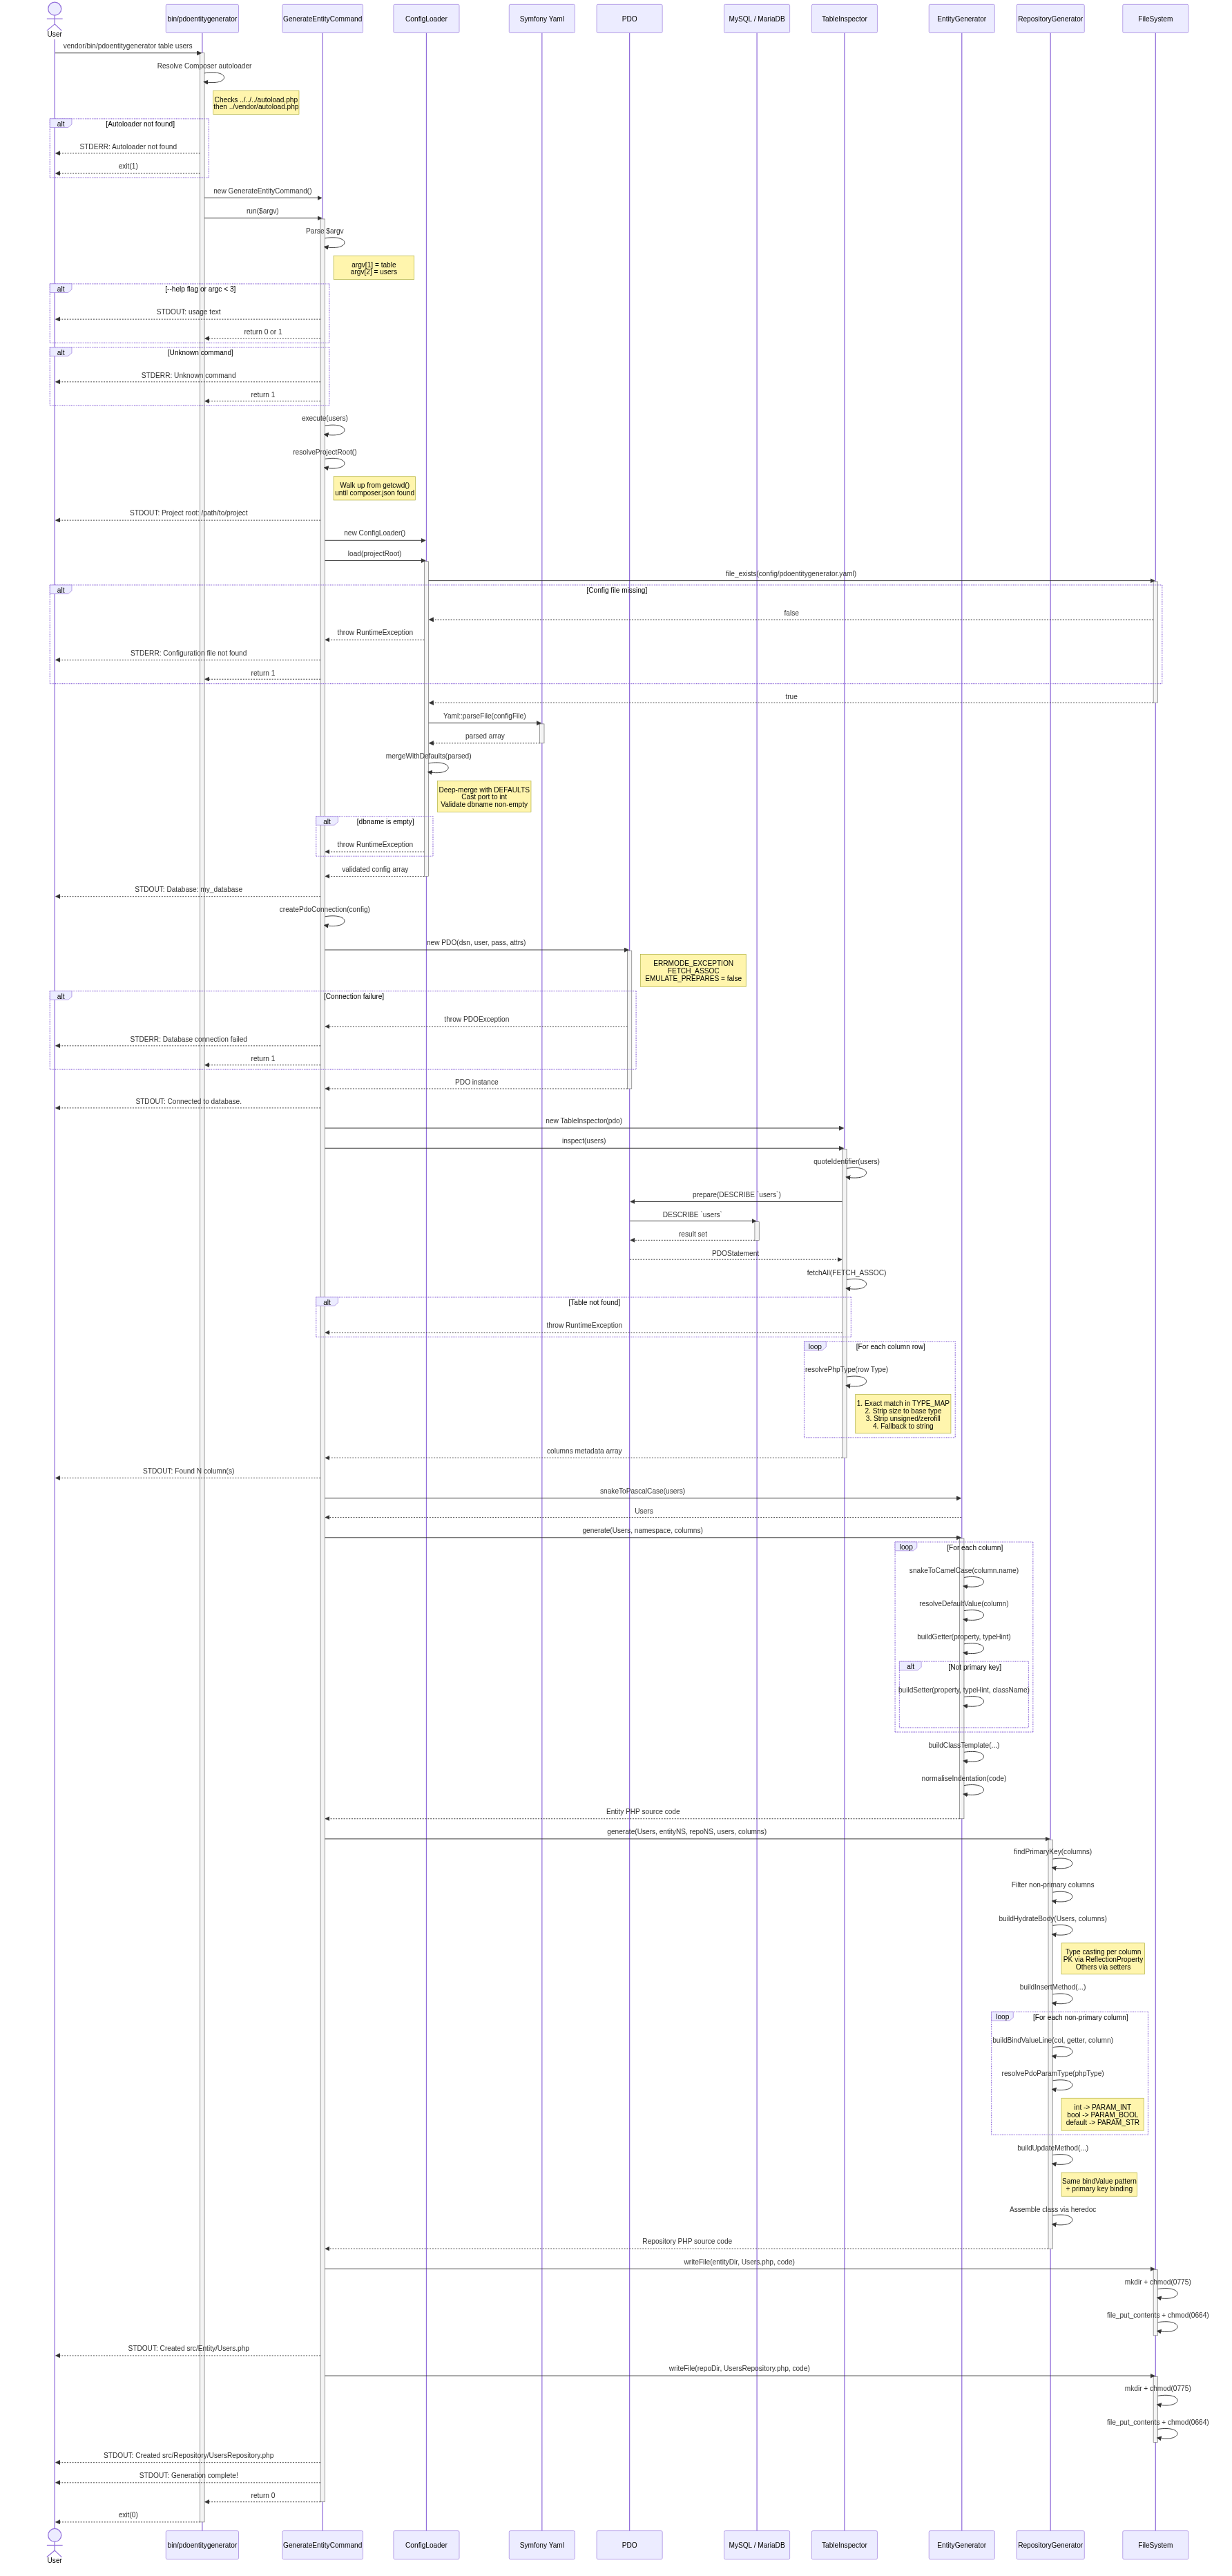 User
bin/pdoentitygenerator
GenerateEntityCommand
ConfigLoader
Symfony Yaml
PDO
MySQL / MariaDB
TableInspector
EntityGenerator
RepositoryGenerator
FileSystem
vendor/bin/pdoentitygenerator table users
Resolve Composer autoloader
Checks ../../../autoload.php
then ../vendor/autoload.php
alt
[Autoloader not found]
STDERR: Autoloader not found
exit(1)
new GenerateEntityCommand()
run($argv)
Parse $argv
argv[1] = table
argv[2] = users
alt
[--help flag or argc < 3]
STDOUT: usage text
return 0 or 1
alt
[Unknown command]
STDERR: Unknown command
return 1
execute(users)
resolveProjectRoot()
Walk up from getcwd()
until composer.json found
STDOUT: Project root: /path/to/project
new ConfigLoader()
load(projectRoot)
file_exists(config/pdoentitygenerator.yaml)
alt
[Config file missing]
false
throw RuntimeException
STDERR: Configuration file not found
return 1
true
Yaml::parseFile(configFile)
parsed array
mergeWithDefaults(parsed)
Deep-merge with DEFAULTS
Cast port to int
Validate dbname non-empty
alt
[dbname is empty]
throw RuntimeException
validated config array
STDOUT: Database: my_database
createPdoConnection(config)
new PDO(dsn, user, pass, attrs)
ERRMODE_EXCEPTION
FETCH_ASSOC
EMULATE_PREPARES = false
alt
[Connection failure]
throw PDOException
STDERR: Database connection failed
return 1
PDO instance
STDOUT: Connected to database.
new TableInspector(pdo)
inspect(users)
quoteIdentifier(users)
prepare(DESCRIBE `users`)
DESCRIBE `users`
result set
PDOStatement
fetchAll(FETCH_ASSOC)
alt
[Table not found]
throw RuntimeException
loop
[For each column row]
resolvePhpType(row Type)
1. Exact match in TYPE_MAP
2. Strip size to base type
3. Strip unsigned/zerofill
4. Fallback to string
columns metadata array
STDOUT: Found N column(s)
snakeToPascalCase(users)
Users
generate(Users, namespace, columns)
loop
[For each column]
snakeToCamelCase(column.name)
resolveDefaultValue(column)
buildGetter(property, typeHint)
alt
[Not primary key]
buildSetter(property, typeHint, className)
buildClassTemplate(...)
normaliseIndentation(code)
Entity PHP source code
generate(Users, entityNS, repoNS, users, columns)
findPrimaryKey(columns)
Filter non-primary columns
buildHydrateBody(Users, columns)
Type casting per column
PK via ReflectionProperty
Others via setters
buildInsertMethod(...)
loop
[For each non-primary column]
buildBindValueLine(col, getter, column)
resolvePdoParamType(phpType)
int -> PARAM_INT
bool -> PARAM_BOOL
default -> PARAM_STR
buildUpdateMethod(...)
Same bindValue pattern
+ primary key binding
Assemble class via heredoc
Repository PHP source code
writeFile(entityDir, Users.php, code)
mkdir + chmod(0775)
file_put_contents + chmod(0664)
STDOUT: Created src/Entity/Users.php
writeFile(repoDir, UsersRepository.php, code)
mkdir + chmod(0775)
file_put_contents + chmod(0664)
STDOUT: Created src/Repository/UsersRepository.php
STDOUT: Generation complete!
return 0
exit(0)
User
bin/pdoentitygenerator
GenerateEntityCommand
ConfigLoader
Symfony Yaml
PDO
MySQL / MariaDB
TableInspector
EntityGenerator
RepositoryGenerator
FileSystem